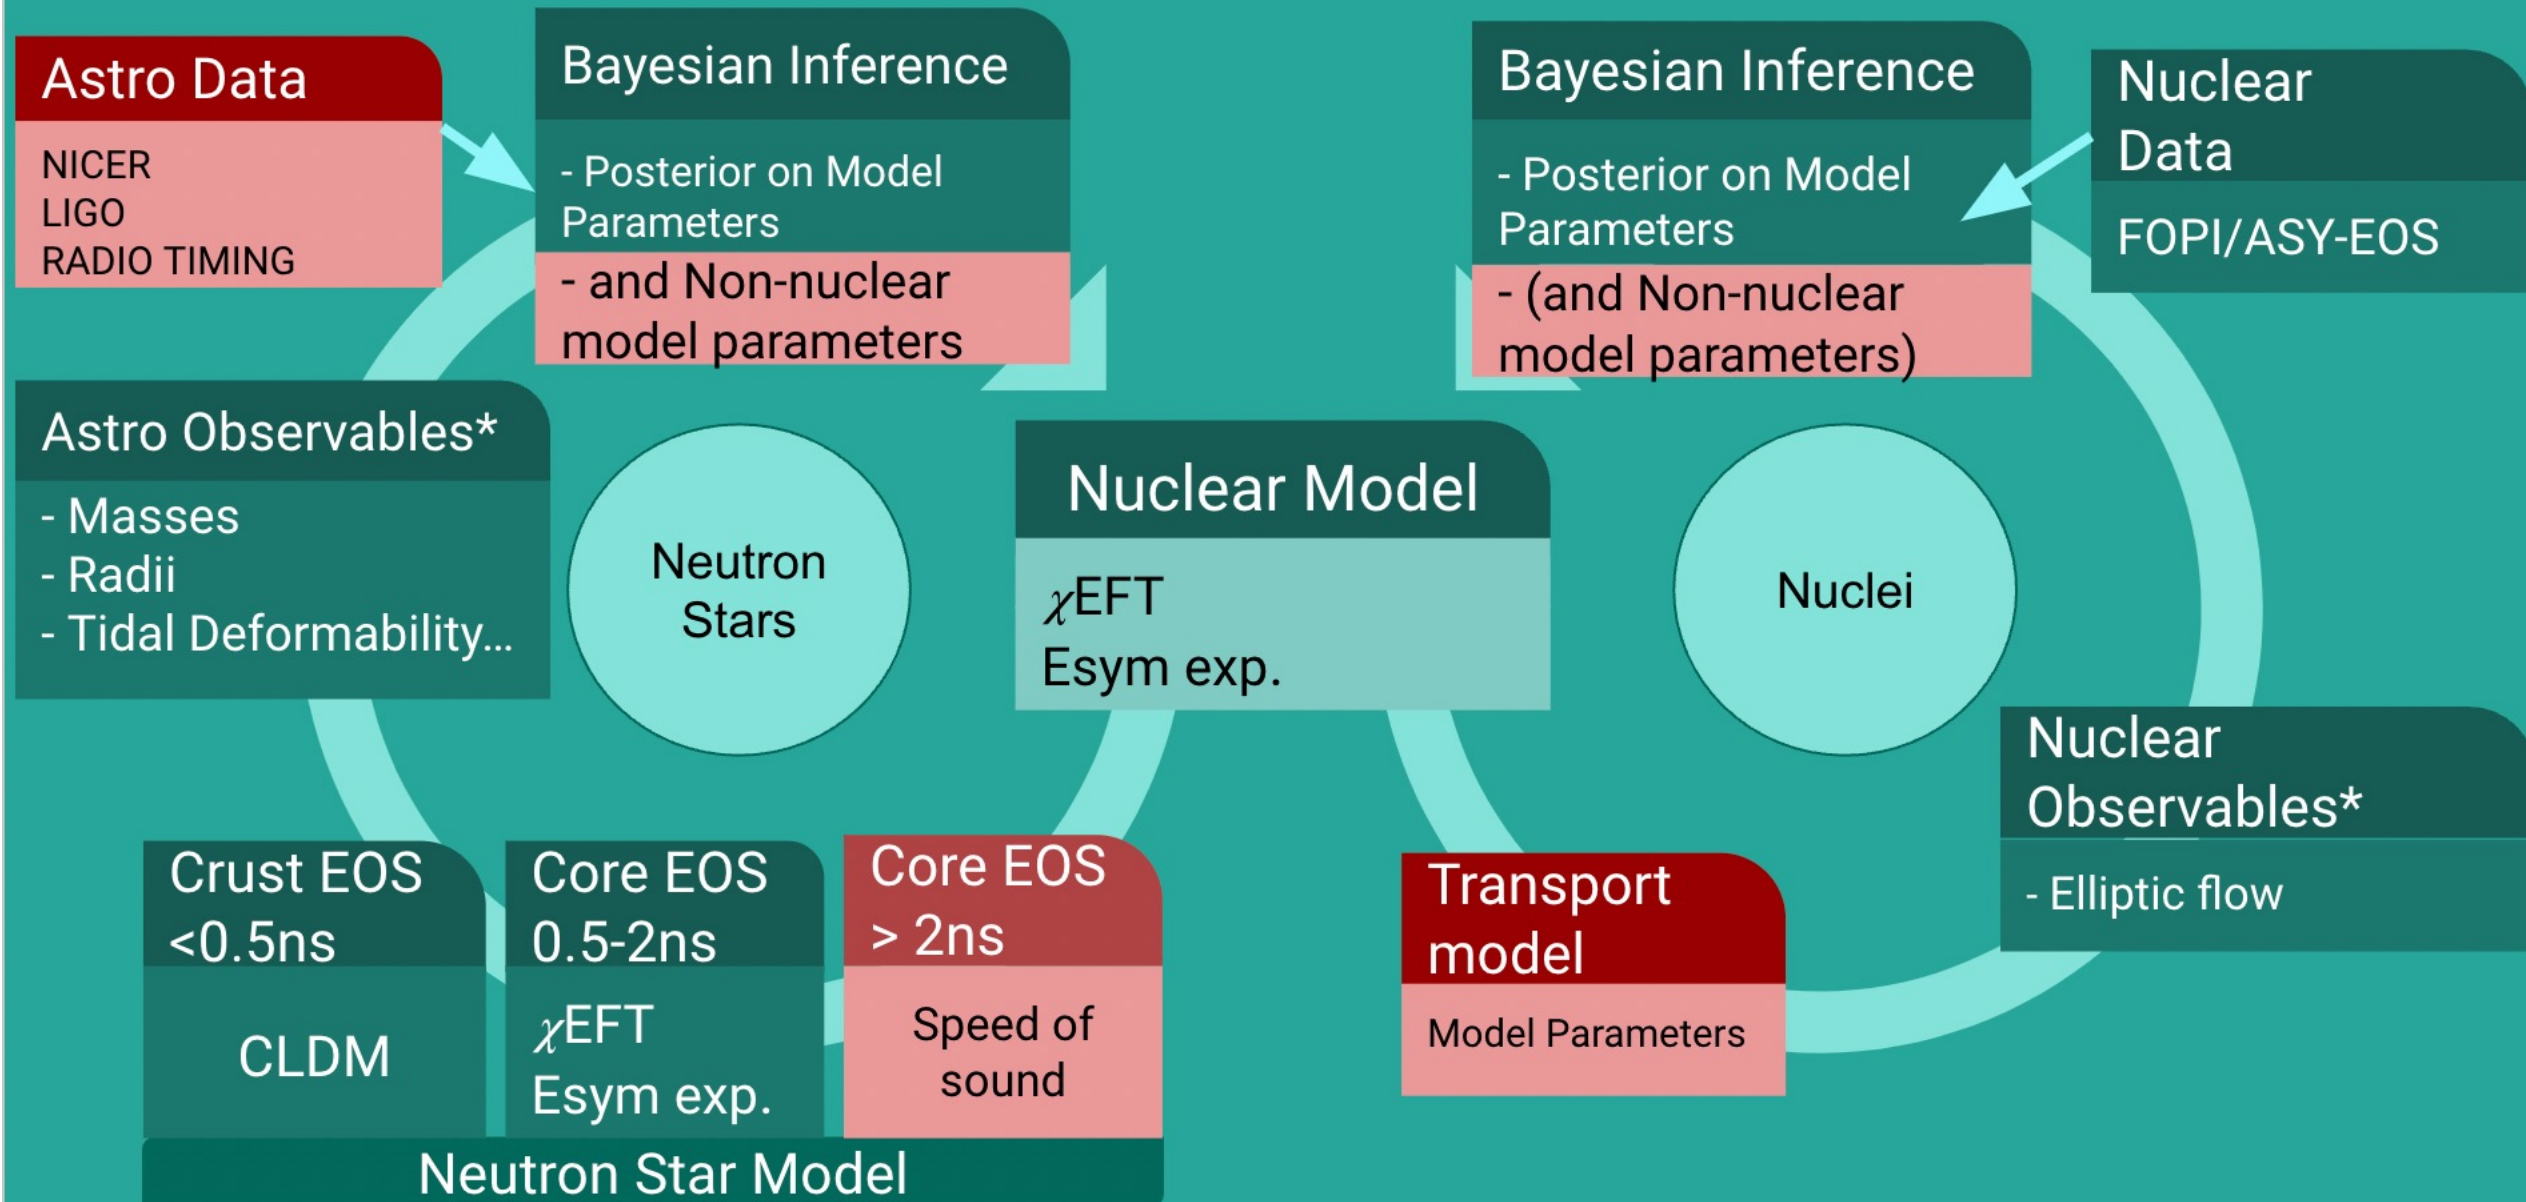 Astro Data
NICER
LIGO
RADIO TIMING
Bayesian Inference
- Posterior on Model
Parameters
- and Non-nuclear
model parameters
Bayesian Inference
- Posterior on Model
Parameters
- (and Non-nuclear
model parameters)
Nuclear
Data
FOPI/ASY-EOS
Astro Observables*
- Masses
- Radii
- Tidal Deformability...
Neutron
Stars
Nuclear Model
χEFT
Esym exp.
Nuclei
Nuclear
Observables*
- Elliptic flow
Crust EOS
<0.5ns
CLDM
Core EOS
0.5-2ns
χEFT
Esym exp.
Core EOS
> 2ns
Speed of
sound
Transport
model
Model Parameters
Neutron Star Model